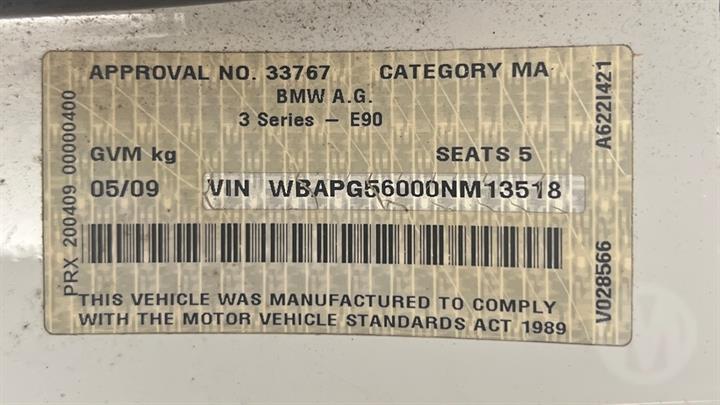 APPROVAL NO. 33767 CATEGORY MA
BMW A.G.
3 Series – E90
GVM kg SEATS 5
05/09 VIN WBAPG56000NM13518
THIS VEHICLE WAS MANUFACTURED TO COMPLY
WITH THE MOTOR VEHICLE STANDARDS ACT 1989
PRX 200409 00000400
V028566
A622I421